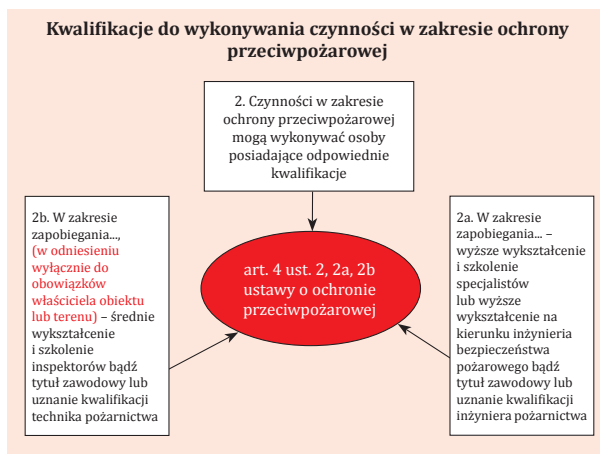 Kwalifikacje do wykonywania czynności w zakresie ochrony
przeciwpożarowej
2. Czynności w zakresie
ochrony przeciwpożarowej
mogą wykonywać osoby
posiadające odpowiednie
kwalifikacje
2b. W zakresie
zapobiegania...,
(w odniesieniu
wyłącznie do
obowiązków
właściciela obiektu
lub terenu) – średnie
wykształcenie
i szkolenie
inspektorów bądź
tytuł zawodowy lub
uznanie kwalifikacji
technika pożarnictwa
art. 4 ust. 2, 2a, 2b
ustawy o ochronie
przeciwpożarowej
2a. W zakresie
zapobiegania... –
wyższe wykształcenie
i szkolenie
specjalistów
lub wyższe
wykształcenie na
kierunku inżynieria
bezpieczeństwa
pożarowego bądź
tytuł zawodowy lub
uznanie kwalifikacji
inżyniera pożarnictwa